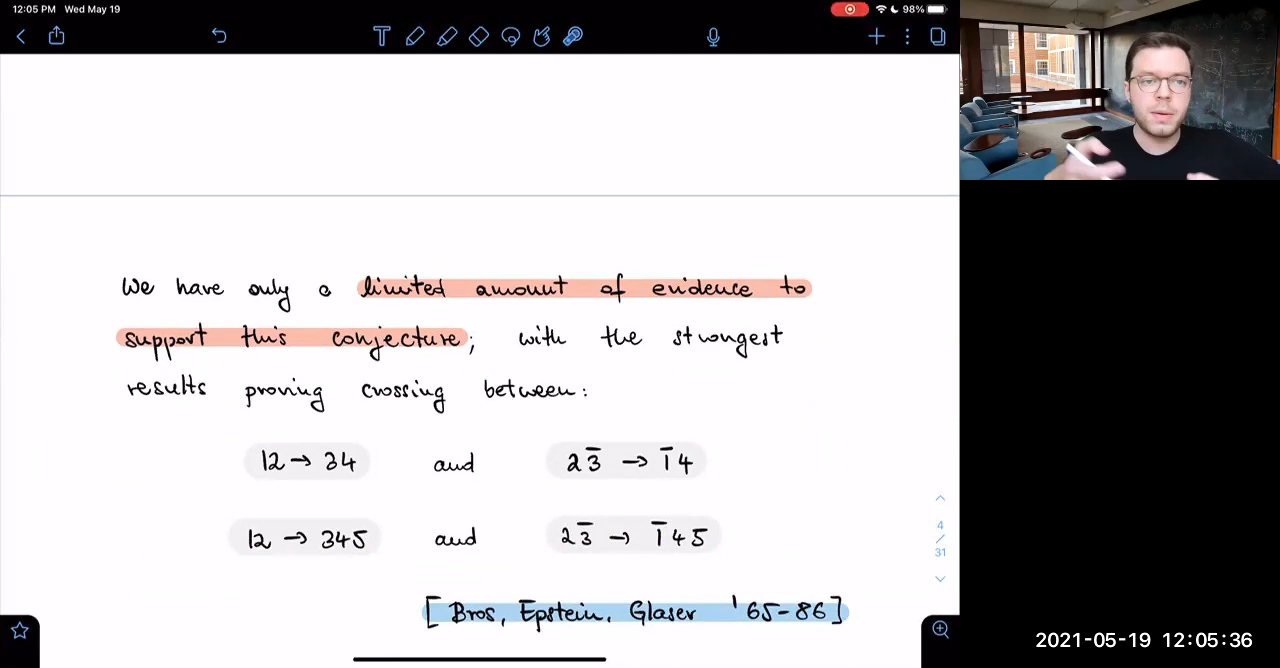 12:05 PM Wed May 19
98%
We have only a limited amount of evidence to
support this conjecture; with the strongest
results proving crossing between:
12 → 34 and 23̅ → 1̅4
12 → 345 and 23̅ → 1̅45
[Bros, Epstein, Glaser '65-86]
4
/
31
2021-05-19 12:05:36